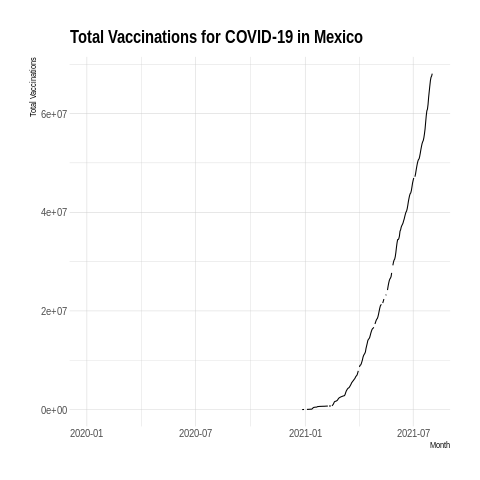 Total Vaccinations for COVID-19 in Mexico
Total Vaccinations
6e+07
4e+07
2e+07
0e+00
2020-01 2020-07 2021-01 2021-07
Month